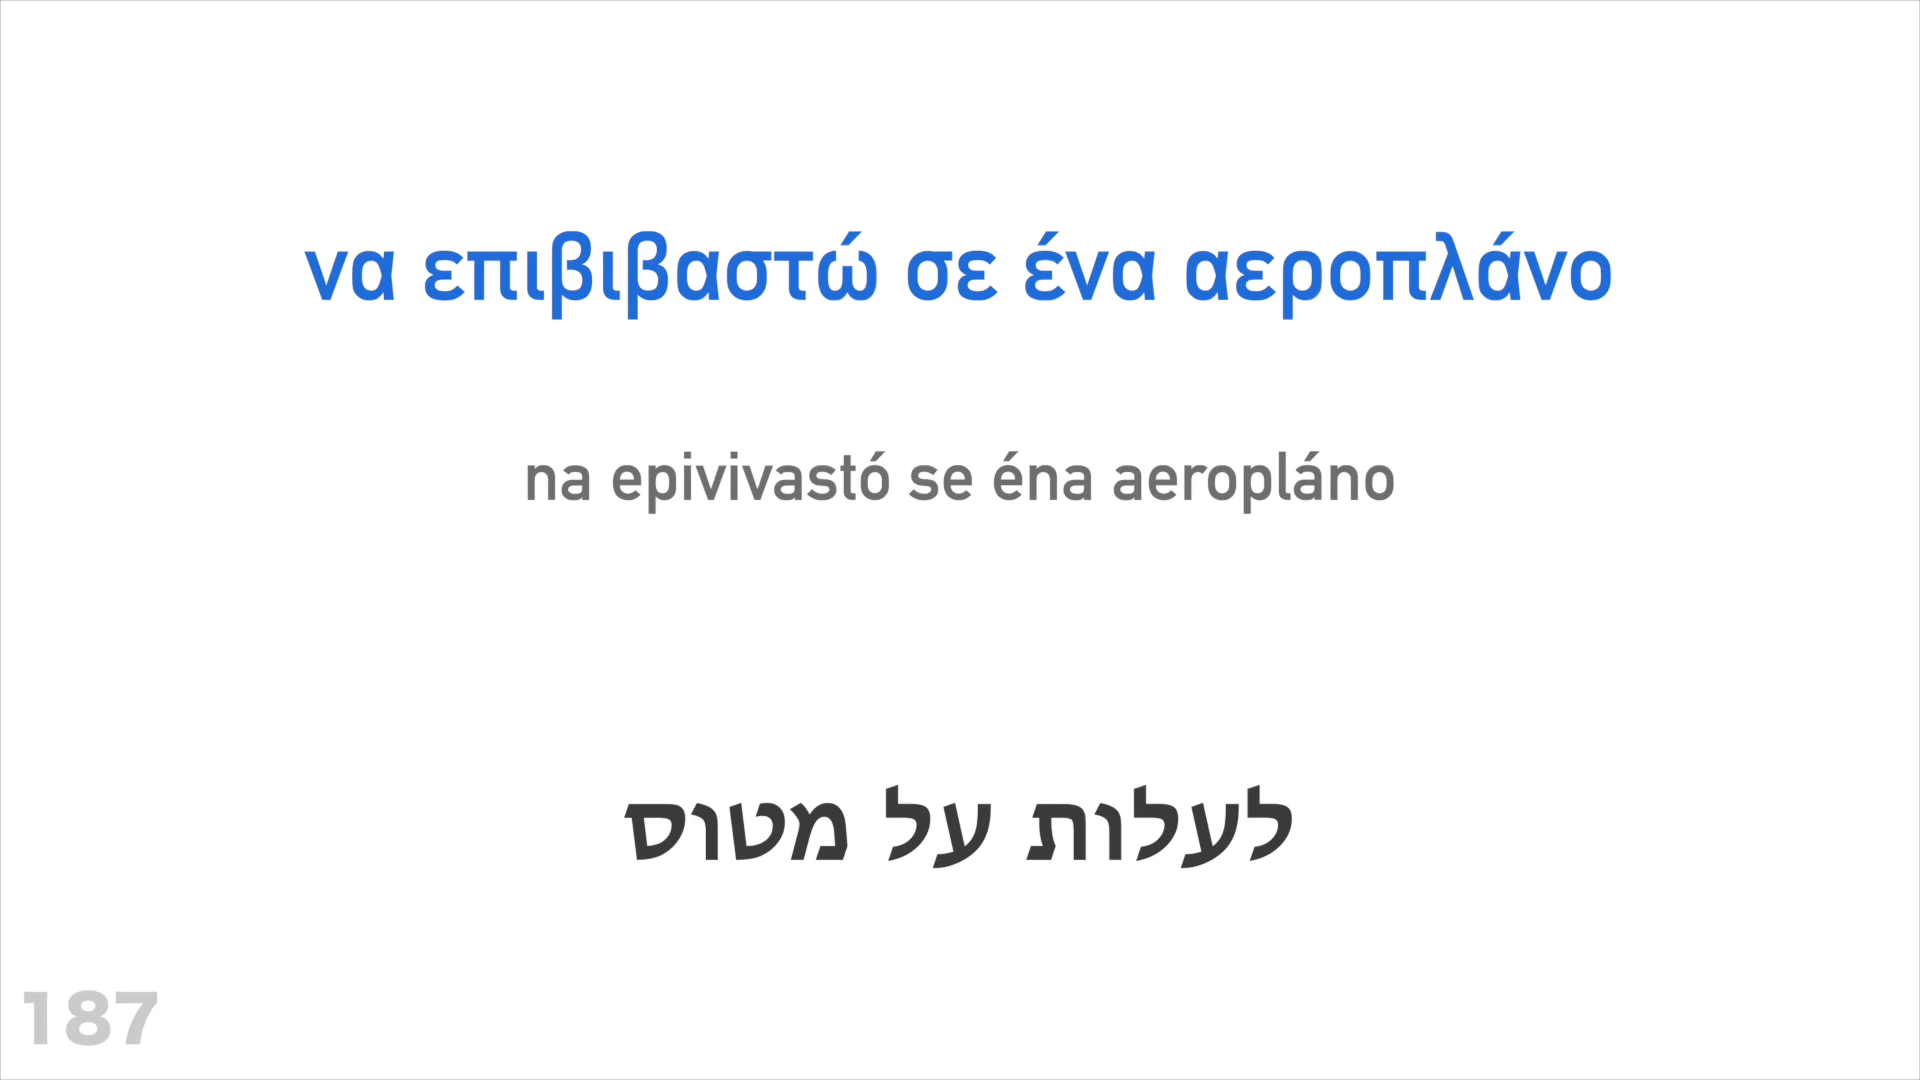 να επιβιβαστώ σε ένα αεροπλάνο
na epivivastó se éna aeropláno
לעלות על מטוס
187